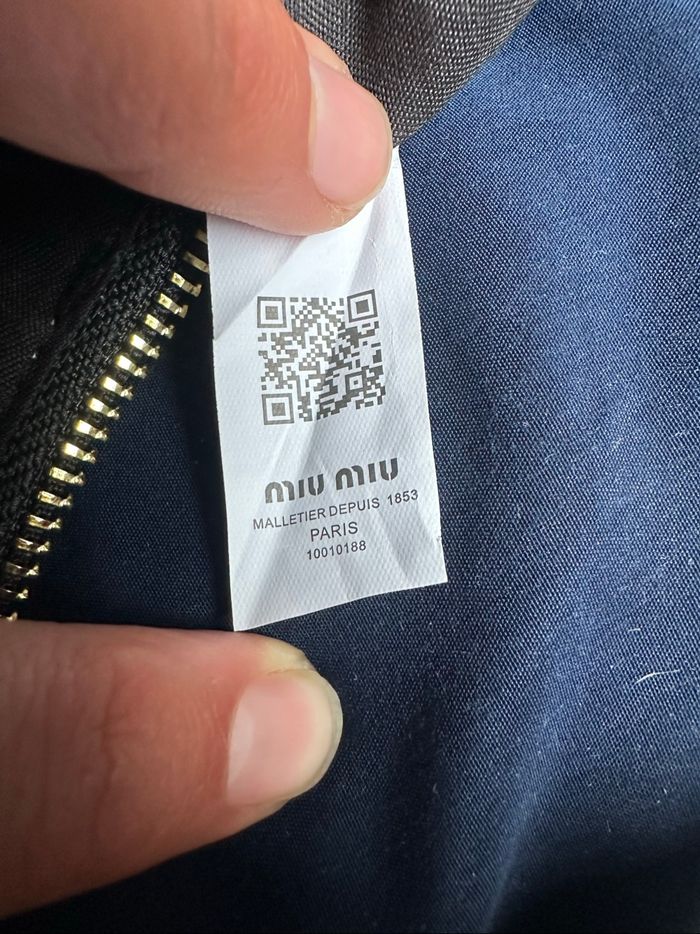 miu miu
MALLETIER DEPUIS 1853
PARIS
10010188